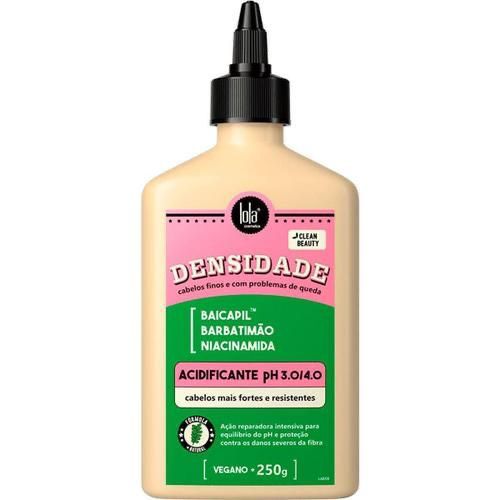 lola
cosmetics
CLEAN
BEAUTY
DENSIDADE
cabelos finos e com problemas de queda
BAICAPIL™
BARBATIMÃO
NIACINAMIDA
ACIDIFICANTE pH 3.0/4.0
cabelos mais fortes e resistentes
FÓRMULA
+ NATURAL
Ação reparadora intensiva para
equilíbrio do pH e proteção
contra os danos severos da fibra
VEGANO • 250g